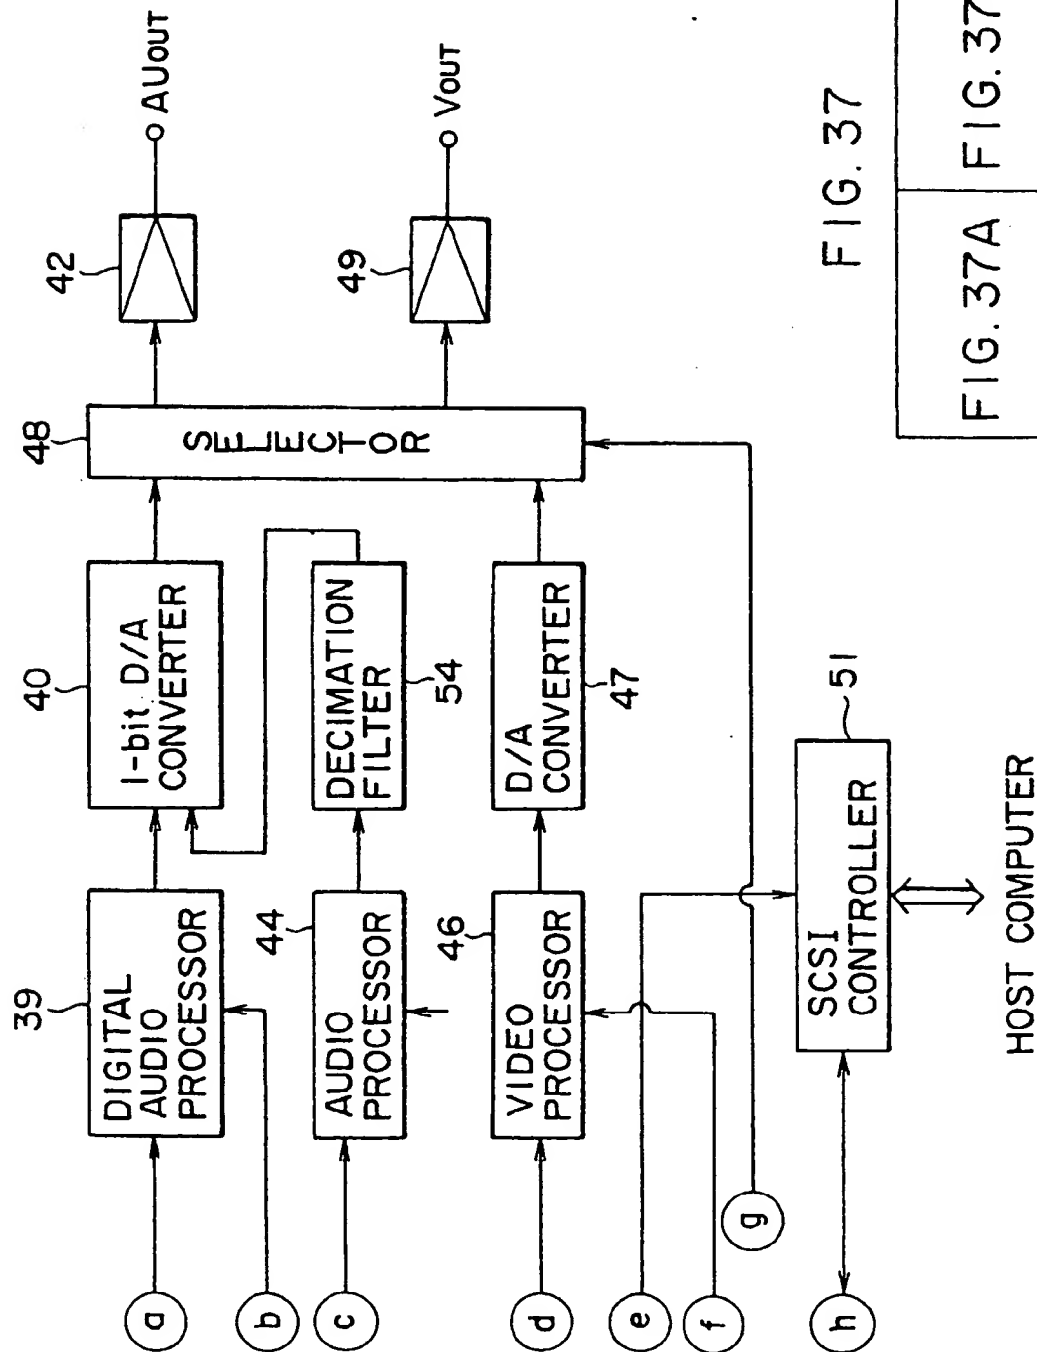 39
DIGITAL
AUDIO
PROCESSOR
40
1-bit D/A
CONVERTER
48
SELECTOR
42
AUOUT
44
AUDIO
PROCESSOR
DECIMATION
FILTER
54
49
VOUT
46
VIDEO
PROCESSOR
D/A
CONVERTER
47
a
b
c
d
e
f
g
h
SCSI
CONTROLLER
51
HOST COMPUTER
FIG. 37
FIG. 37A
FIG. 37